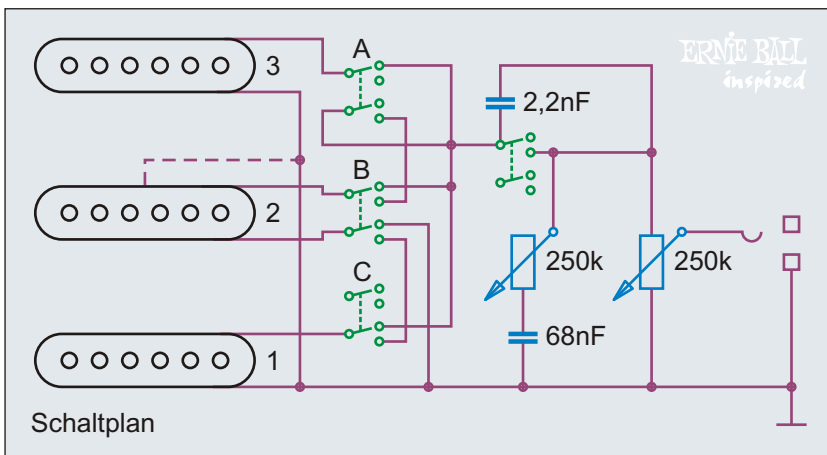 ERNIE BALL
inspired
3
A
2,2nF
B
2
250k
250k
C
68nF
1
Schaltplan